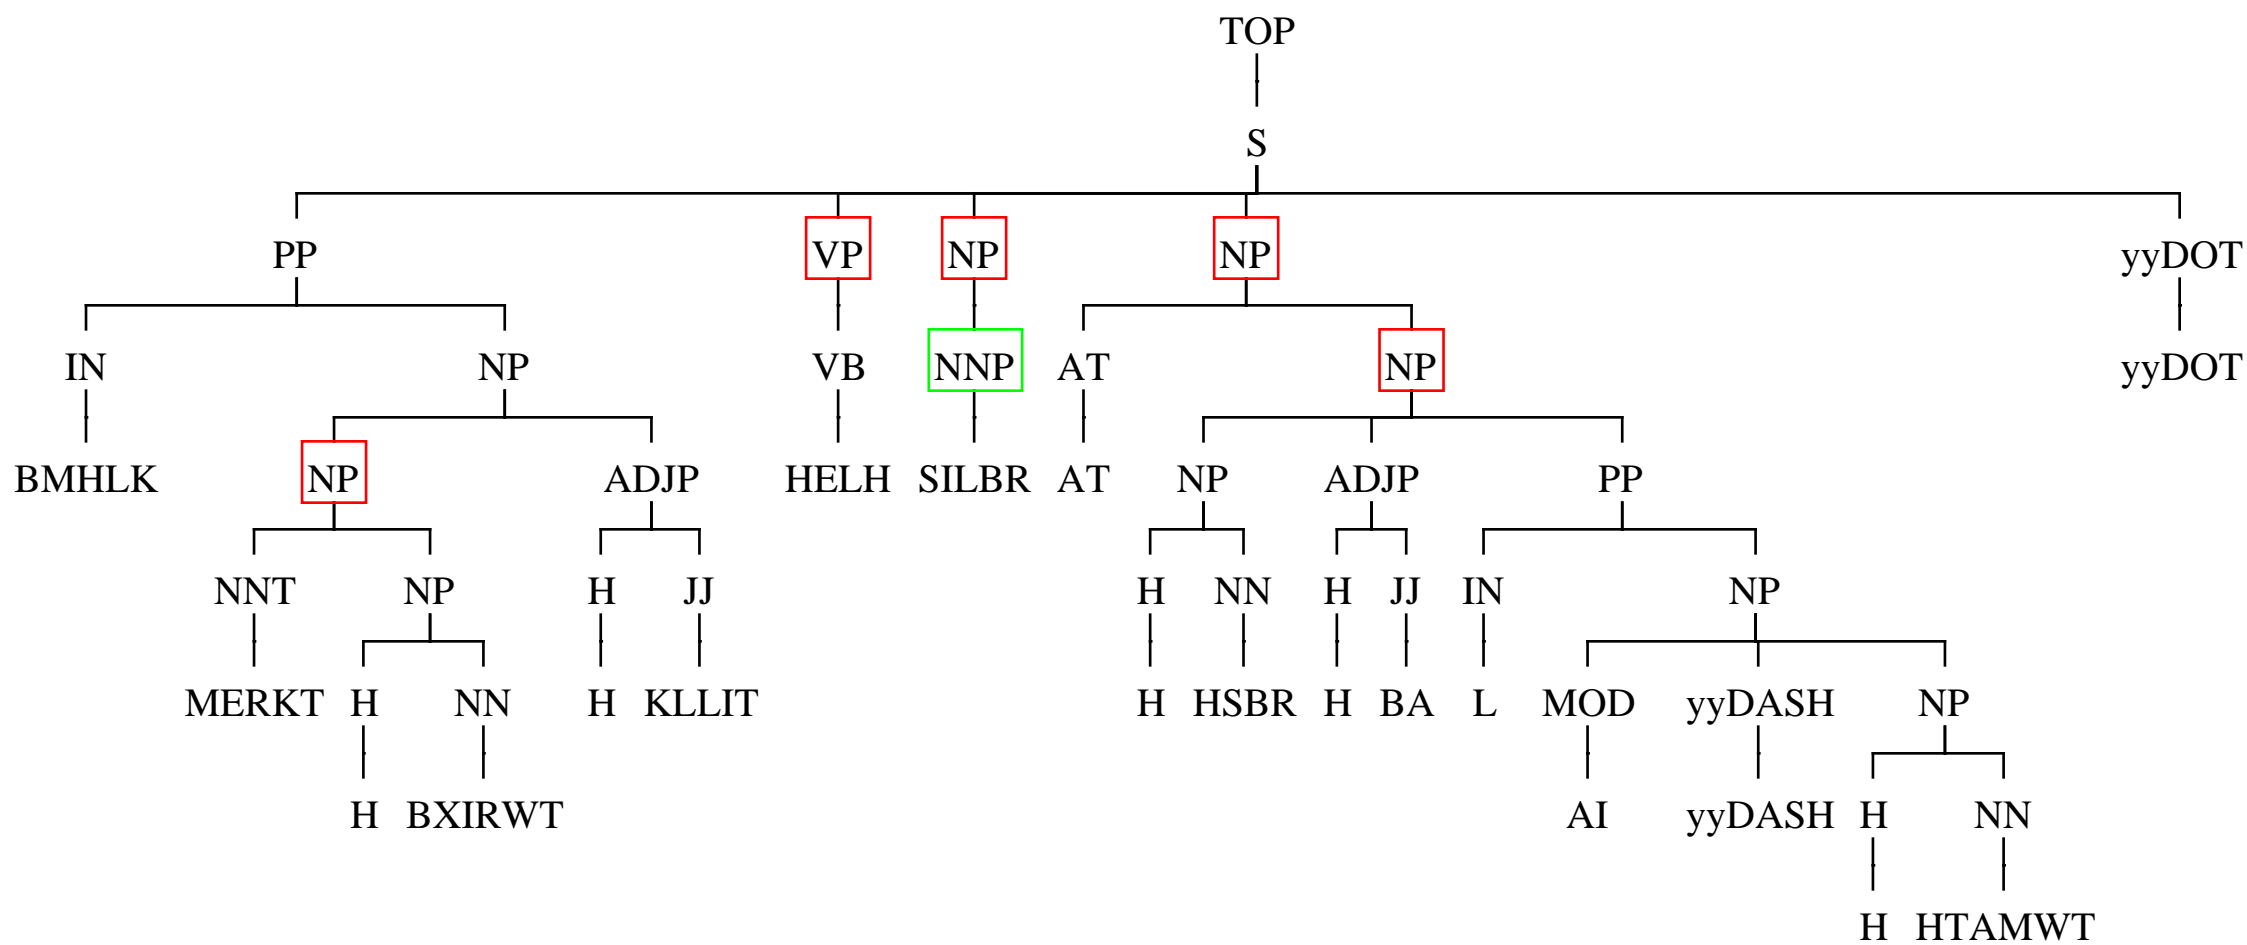 TOP
S
PP VP NP NP yyDOT
IN NP VB NNP AT NP yyDOT
BMHLK NP ADJP HELH SILBR AT NP ADJP PP
NNT NP H JJ H NN H JJ IN NP
MERKT H NN H KLLIT H HSBR H BA L MOD yyDASH NP
H BXIRWT AI yyDASH H NN
H HTAMWT